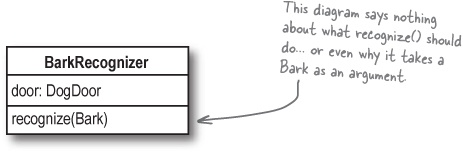 This diagram says nothing
about what recognize() should
do... or even why it takes a
Bark as an argument.
BarkRecognizer
door: DogDoor
recognize(Bark)